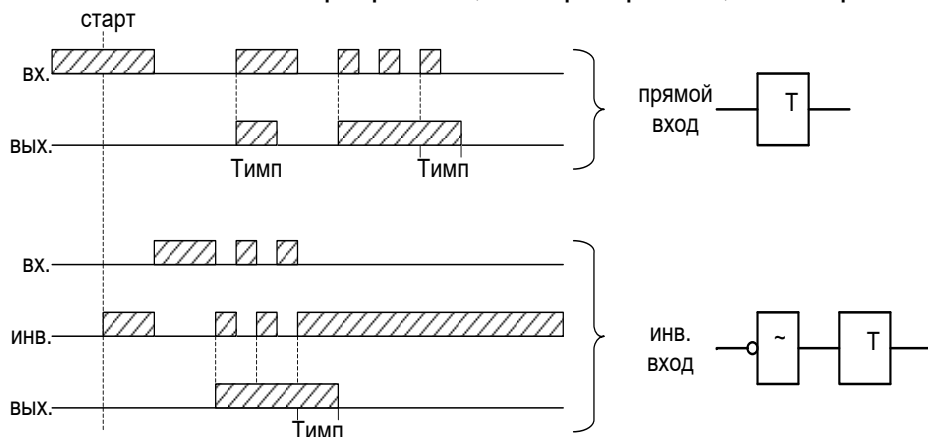 старт
вх.
вых.
Тимп
Тимп
прямой
вход
T
вх.
инв.
вых.
Тимп
инв.
вход
~
T